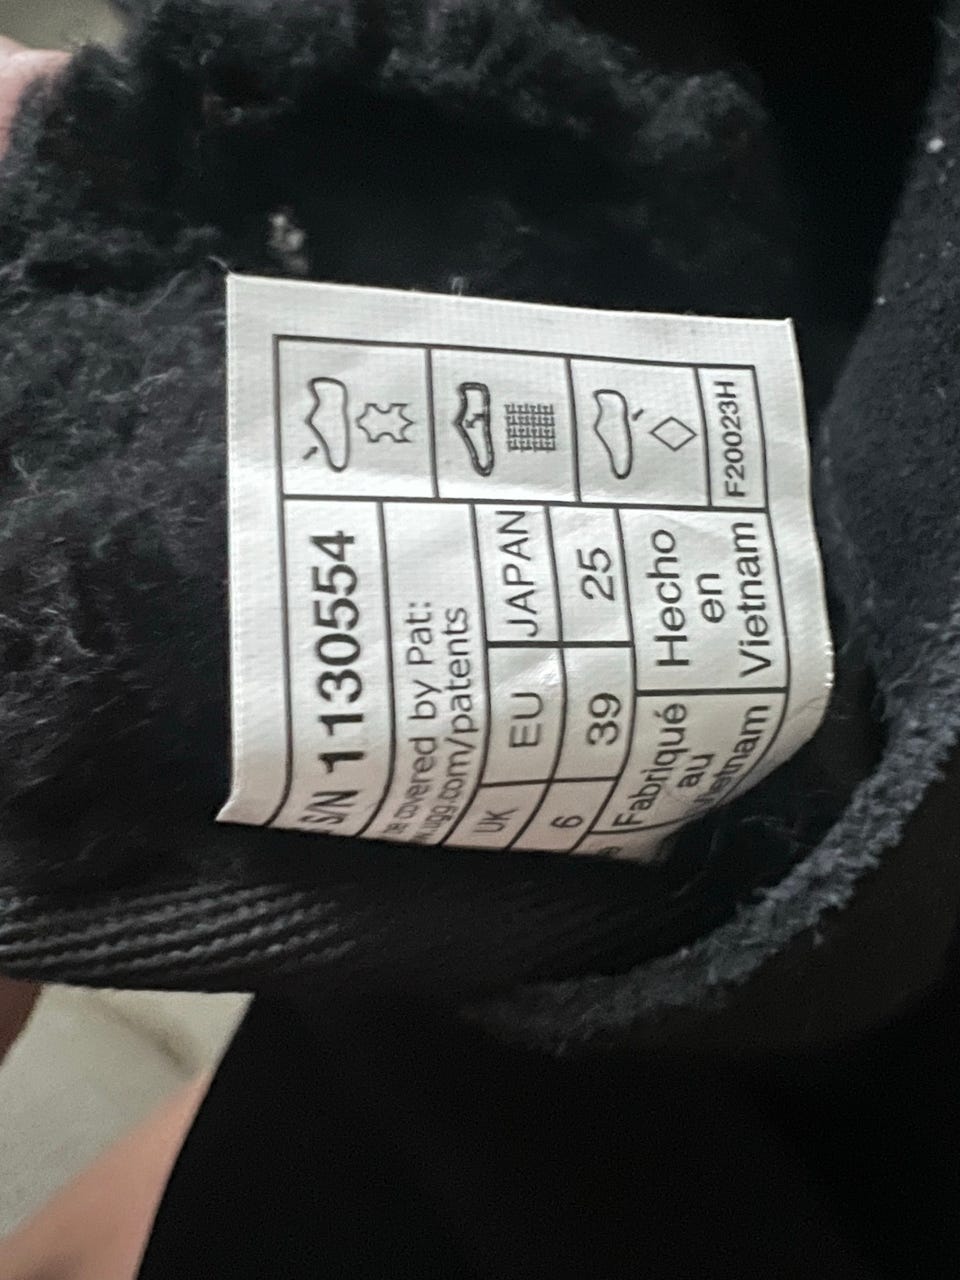 S/N 1130554
covered by Pat:
ugg.com/patents
UK EU JAPAN
6 39 25
Fabriqué
au
Vietnam
Hecho
en
Vietnam
F20023H